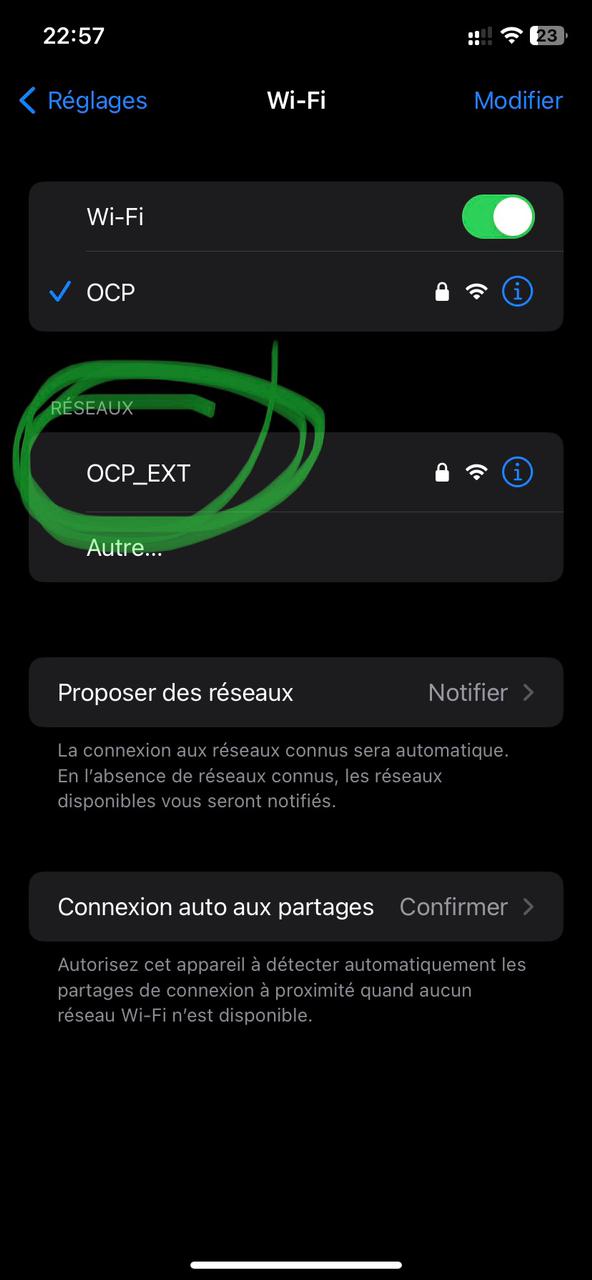 22:57
23
Réglages Wi-Fi Modifier
Wi-Fi
OCP
RÉSEAUX
OCP_EXT
Autre...
Proposer des réseaux Notifier
La connexion aux réseaux connus sera automatique.
En l’absence de réseaux connus, les réseaux
disponibles vous seront notifiés.
Connexion auto aux partages Confirmer
Autorisez cet appareil à détecter automatiquement les
partages de connexion à proximité quand aucun
réseau Wi-Fi n’est disponible.